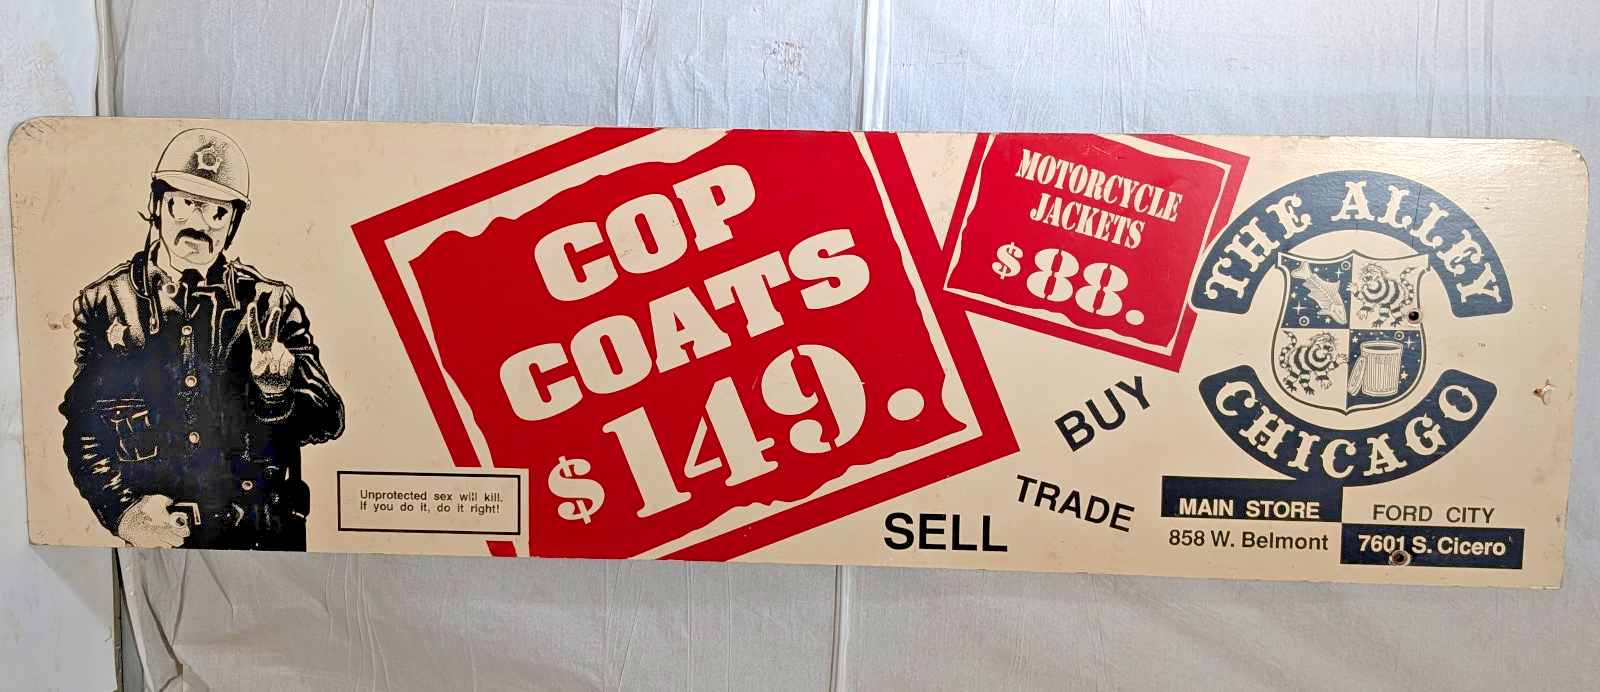 COP
COATS
$149.
Unprotected sex will kill.
If you do it, do it right!
MOTORCYCLE
JACKETS
$88.
BUY
TRADE
SELL
THE ALLEY
CHICAGO
TM
MAIN STORE
858 W. Belmont
FORD CITY
7601 S. Cicero